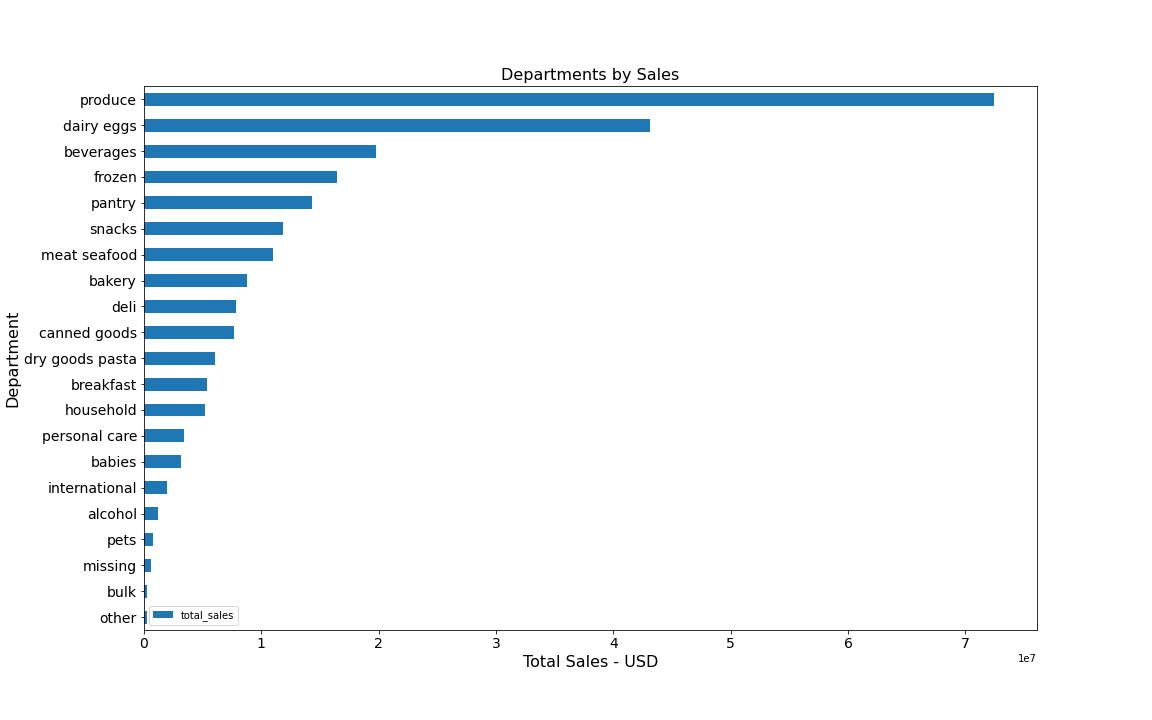 Departments by Sales
produce
dairy eggs
beverages
frozen
pantry
snacks
meat seafood
bakery
deli
canned goods
dry goods pasta
breakfast
household
personal care
babies
international
alcohol
pets
missing
bulk
other
Department
total_sales
0 1 2 3 4 5 6 7
1e7
Total Sales - USD